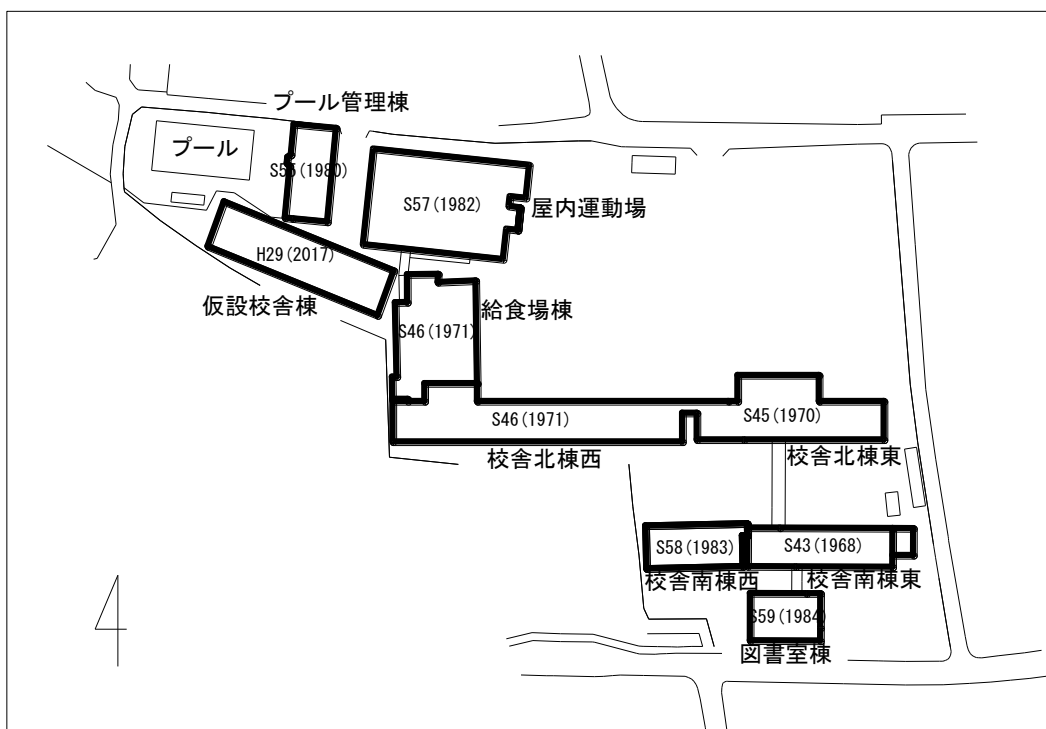 プール管理棟
プール
S55(1980)
S57(1982)
屋内運動場
H29(2017)
仮設校舎棟
給食場棟
S46(1971)
S46(1971)
S45(1970)
校舎北棟西
校舎北棟東
S58(1983)
S43(1968)
校舎南棟西
校舎南棟東
S59(1984)
図書室棟